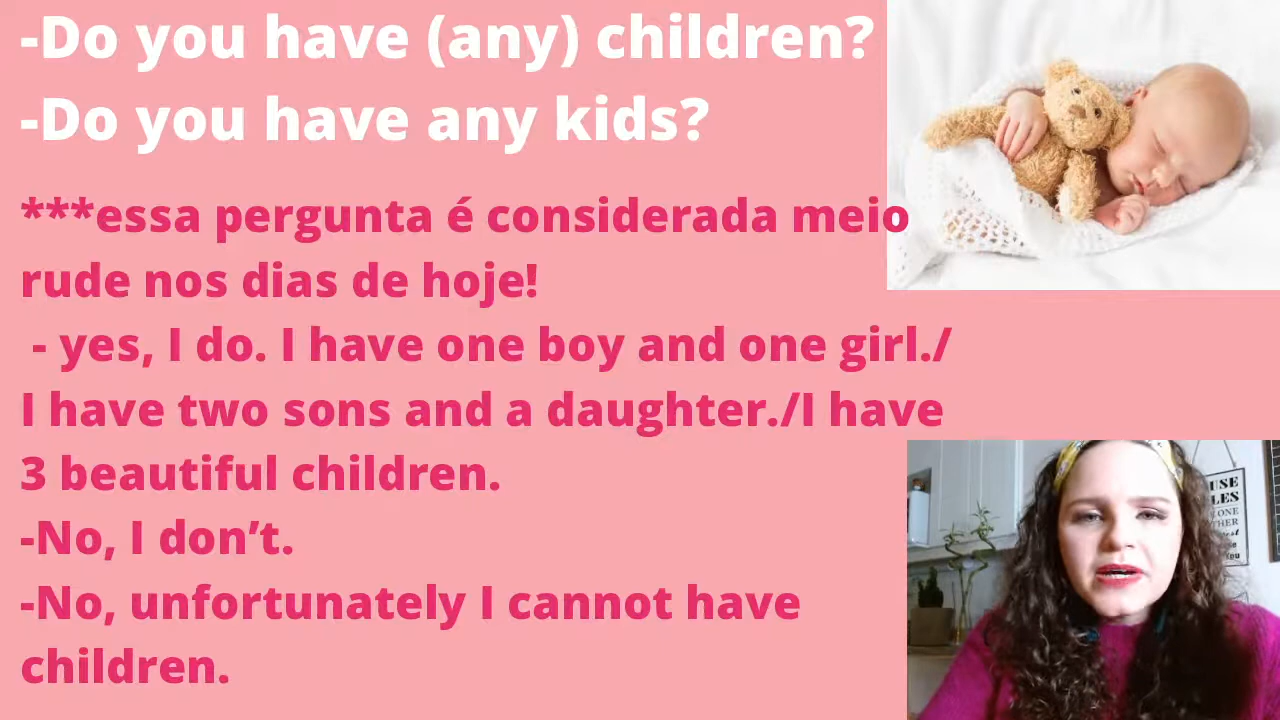 -Do you have (any) children?
-Do you have any kids?
***essa pergunta é considerada meio
rude nos dias de hoje!
- yes, I do. I have one boy and one girl./
I have two sons and a daughter./I have
3 beautiful children.
-No, I don’t.
-No, unfortunately I cannot have
children.
USE
LES